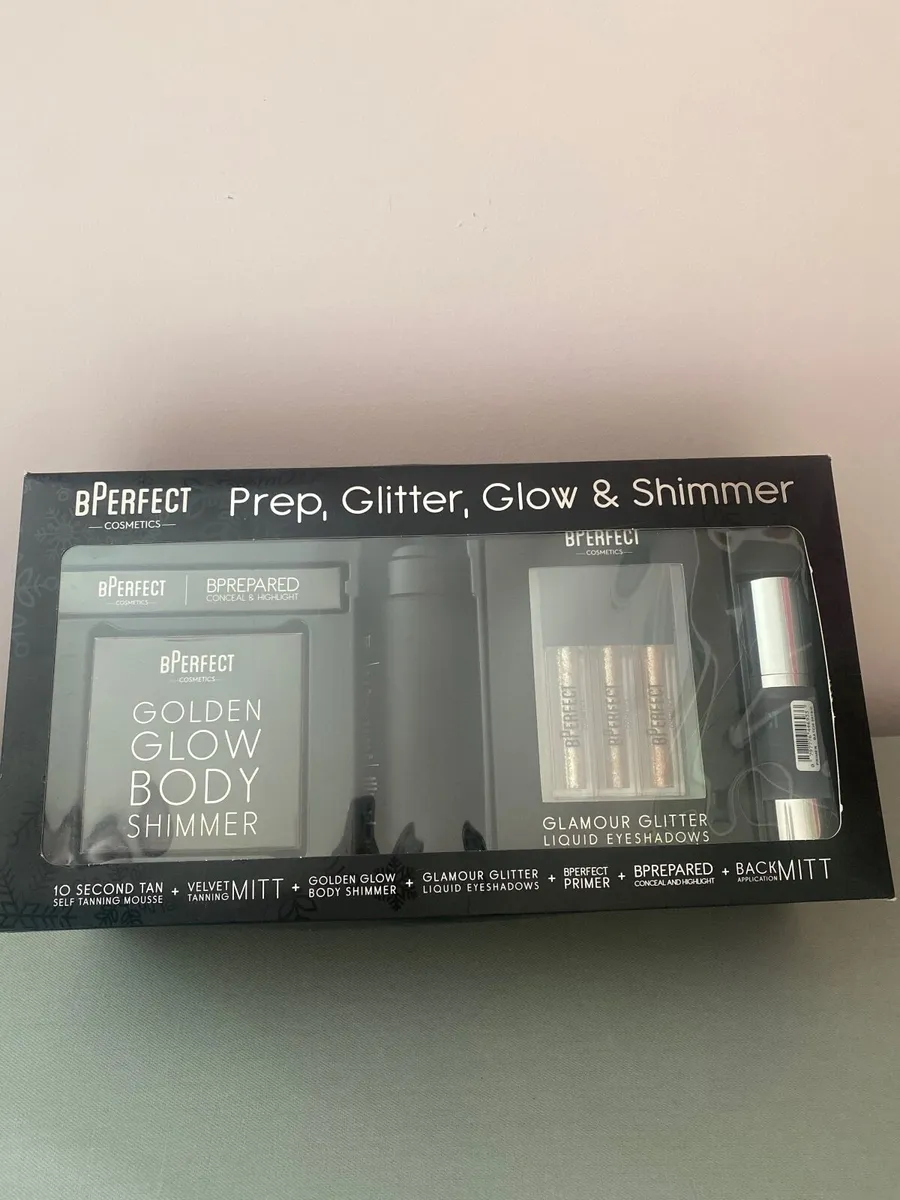 BPERFECT
COSMETICS
Prep, Glitter, Glow & Shimmer
BPERFECT
COSMETICS
BPREPARED
CONCEAL & HIGHLIGHT
BPERFECT
COSMETICS
GOLDEN
GLOW
BODY
SHIMMER
BPERFECT
COSMETICS
BPERFECT
BPERFECT
BPERFECT
GLAMOUR GLITTER
LIQUID EYESHADOWS
10 SECOND TAN
SELF TANNING MOUSSE
+
VELVET
TANNING
MITT
+
GOLDEN GLOW
BODY SHIMMER
+
GLAMOUR GLITTER
LIQUID EYESHADOWS
+
BPERFECT
PRIMER
+
BPREPARED
CONCEAL AND HIGHLIGHT
+
BACK
APPLICATION
MITT